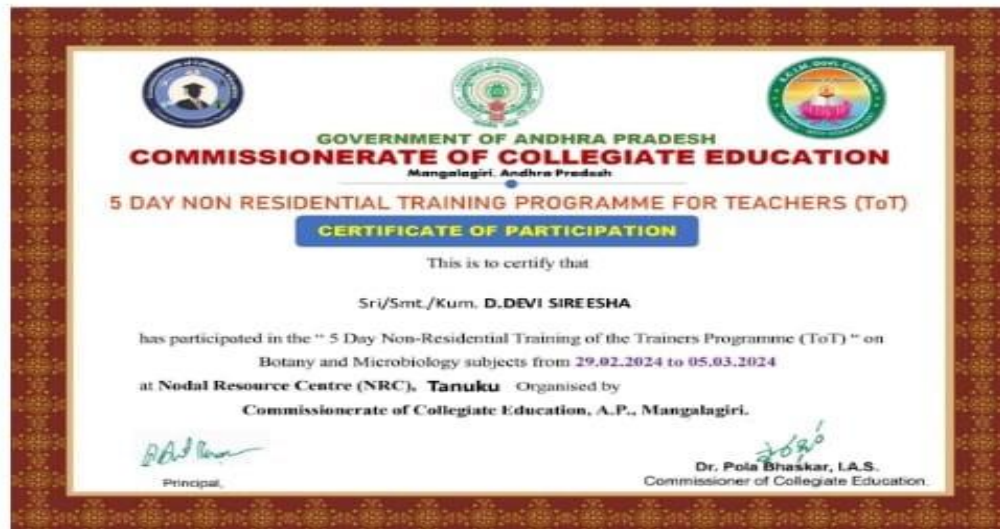 GOVERNMENT OF ANDHRA PRADESH
COMMISSIONERATE OF COLLEGIATE EDUCATION
Mangalagiri. Andhra Pradesh
5 DAY NON RESIDENTIAL TRAINING PROGRAMME FOR TEACHERS (ToT)
CERTIFICATE OF PARTICIPATION
This is to certify that
Sri/Smt./Kum. D.DEVI SIREESHA
has participated in the “ 5 Day Non-Residential Training of the Trainers Programme (ToT) “ on
Botany and Microbiology subjects from 29.02.2024 to 05.03.2024
at Nodal Resource Centre (NRC), Tanuku Organised by
Commissionerate of Collegiate Education, A.P., Mangalagiri.
Principal,
Dr. Pola Bhaskar, I.A.S.
Commissioner of Collegiate Education.